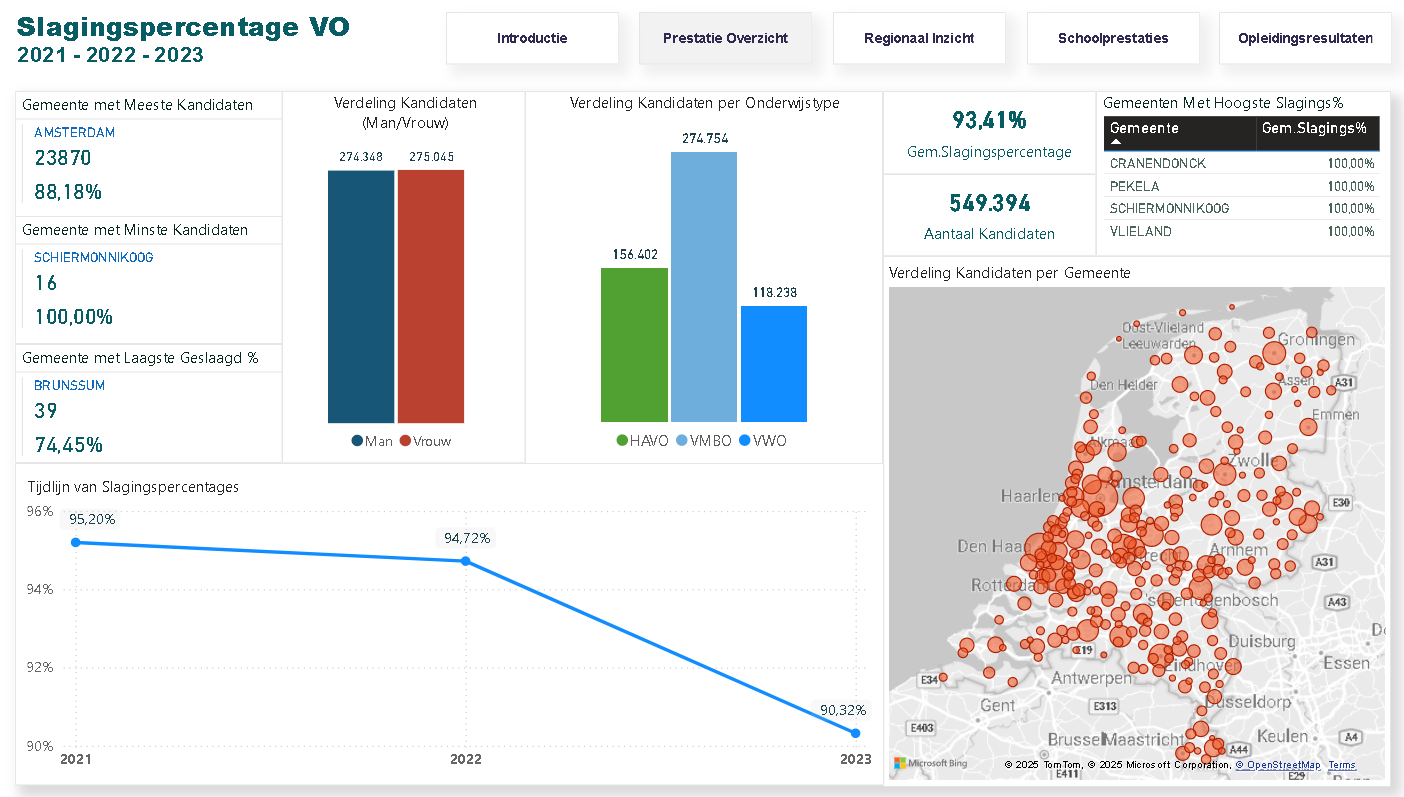 Slagingspercentage VO
2021 - 2022 - 2023
Introductie
Prestatie Overzicht
Regionaal Inzicht
Schoolprestaties
Opleidingsresultaten
Gemeente met Meeste Kandidaten
AMSTERDAM
23870
88,18%
Gemeente met Minste Kandidaten
SCHIERMONNIKOOG
16
100,00%
Gemeente met Laagste Geslaagd %
BRUNSSUM
39
74,45%
Verdeling Kandidaten
(Man/Vrouw)
274.348 275.045
Man Vrouw
Verdeling Kandidaten per Onderwijstype
274.754
156.402
118.238
HAVO VMBO VWO
93,41%
Gem.Slagingspercentage
549.394
Aantaal Kandidaten
Gemeenten Met Hoogste Slagings%
Gemeente Gem.Slagings%
CRANENDONCK 100,00%
PEKELA 100,00%
SCHIERMONNIKOOG 100,00%
VLIELAND 100,00%
Tijdlijn van Slagingspercentages
96%
95,20%
94,72%
94%
92%
90,32%
90%
2021 2022 2023
Verdeling Kandidaten per Gemeente
Oost-Vlieland
Leeuwarden
Groningen
Den Helder
Assen
A31
Emmen
Alkmaa
Zwolle
msterdam
Haarlem
E30
Den Haa
Arnhem
A31
Rotterda
's Hertogenbosch
A43
Duisburg
E19
Eindhoven
Essen
E34
Antwerpen
Gent
E313
Düsseldorp
E403
Brussel
Maastricht
A44
Keulen
A4
Microsoft Bing
© 2025 TomTom, © 2025 Microsoft Corporation, © OpenStreetMap Terms
E411
E29